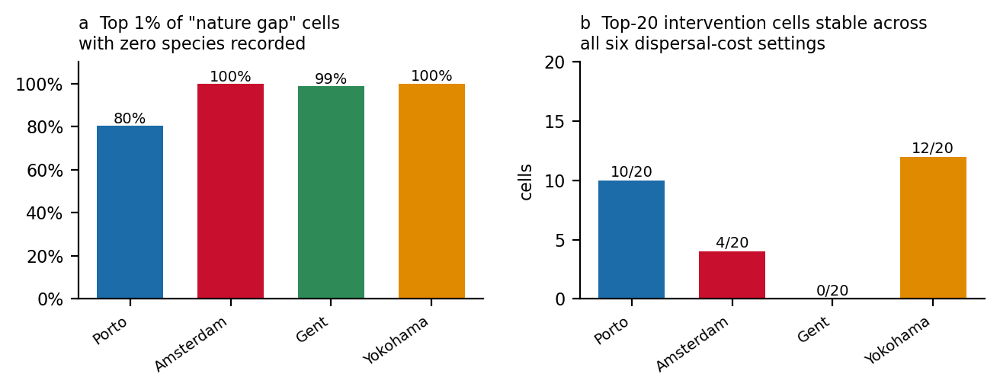 a  Top 1% of "nature gap" cells
with zero species recorded
100%
80%
60%
40%
20%
0%
80%
100%
99%
100%
Porto
Amsterdam
Gent
Yokohama
b  Top-20 intervention cells stable across
all six dispersal-cost settings
cells
20
15
10
5
0
10/20
4/20
0/20
12/20
Porto
Amsterdam
Gent
Yokohama